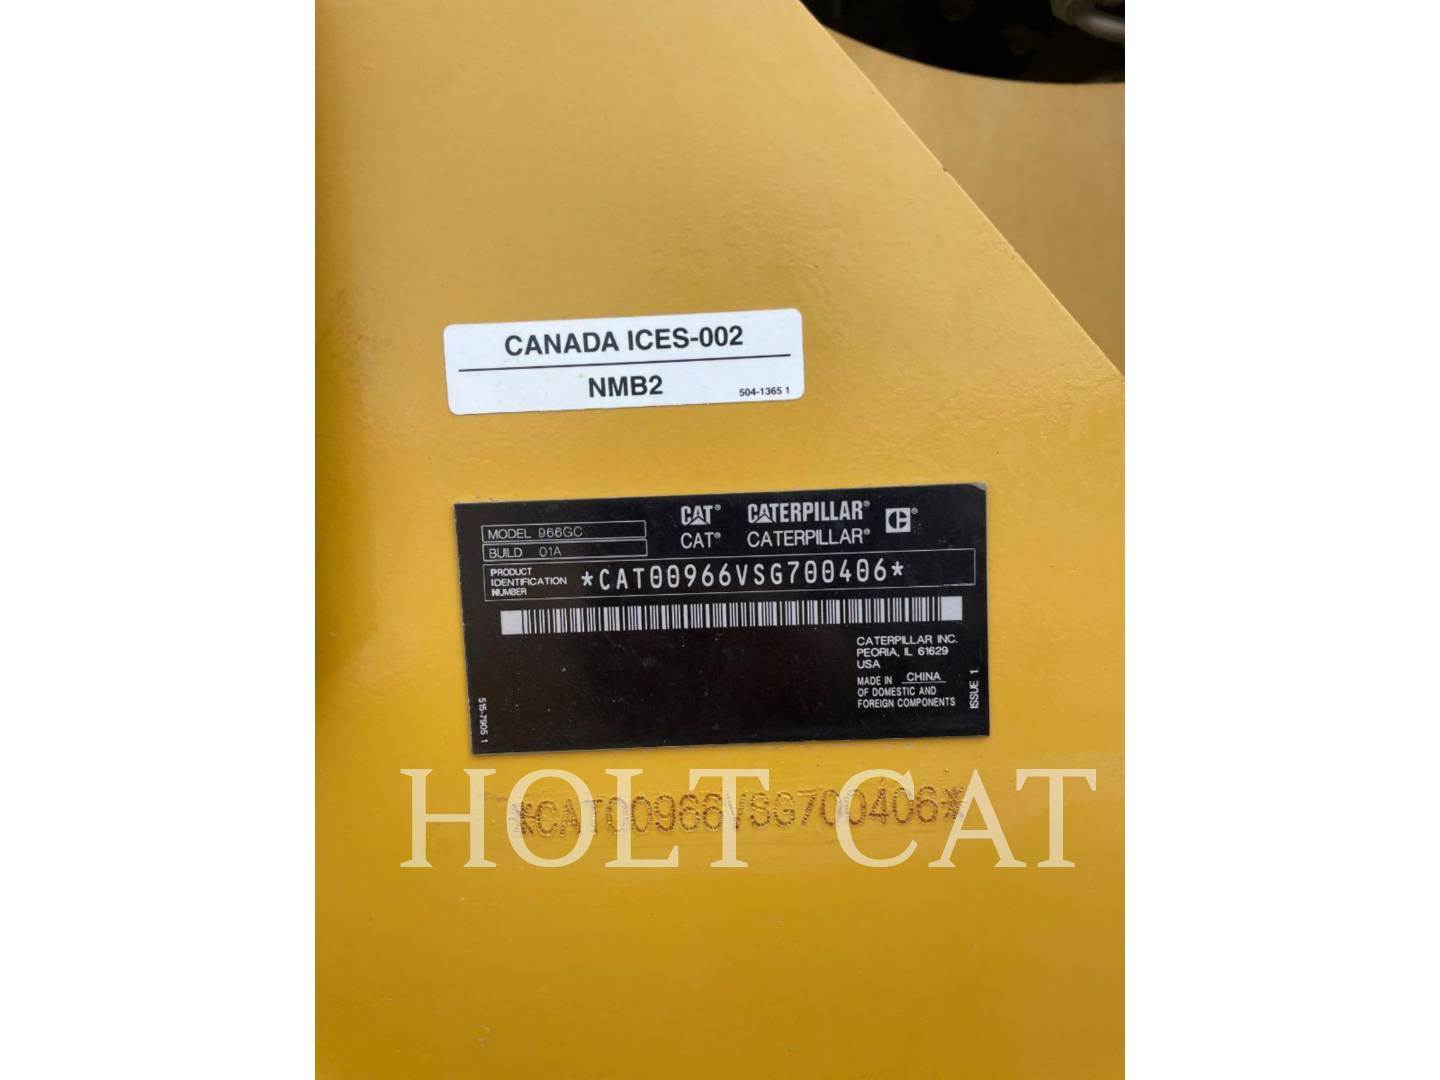 CANADA ICES-002
NMB2
504-1365 1
CAT® CATERPILLAR® C®
CAT® CATERPILLAR®
MODEL 966GC
BUILD 01A
PRODUCT
IDENTIFICATION
NUMBER
*CAT00966VSG700406*
CATERPILLAR INC.
PEORIA, IL 61629
USA
MADE IN CHINA
OF DOMESTIC AND
FOREIGN COMPONENTS
ISSUE 1
515-7905 1
*CAT00966VSG700406*
HOLT CAT